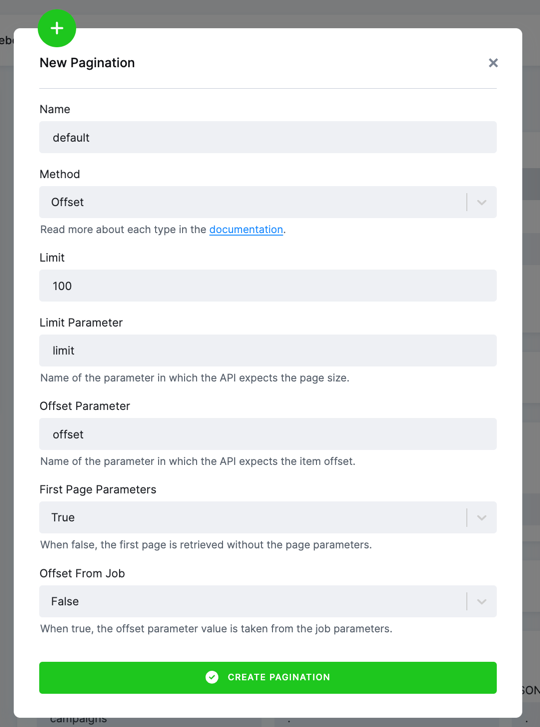 New Pagination
Name
default
Method
Offset
Read more about each type in the documentation.
Limit
100
Limit Parameter
limit
Name of the parameter in which the API expects the page size.
Offset Parameter
offset
Name of the parameter in which the API expects the item offset.
First Page Parameters
True
When false, the first page is retrieved without the page parameters.
Offset From Job
False
When true, the offset parameter value is taken from the job parameters.
CREATE PAGINATION
campaigns